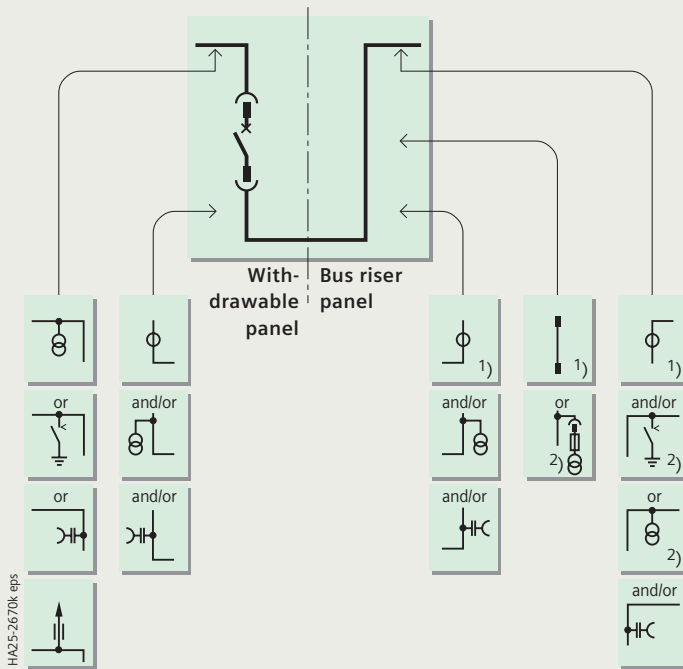 With-
drawable
panel
Bus riser
panel
or
or
and/or
and/or
1)
and/or
and/or
1)
or
2)
1)
and/or
2)
or
2)
and/or
HA25-2670k eps